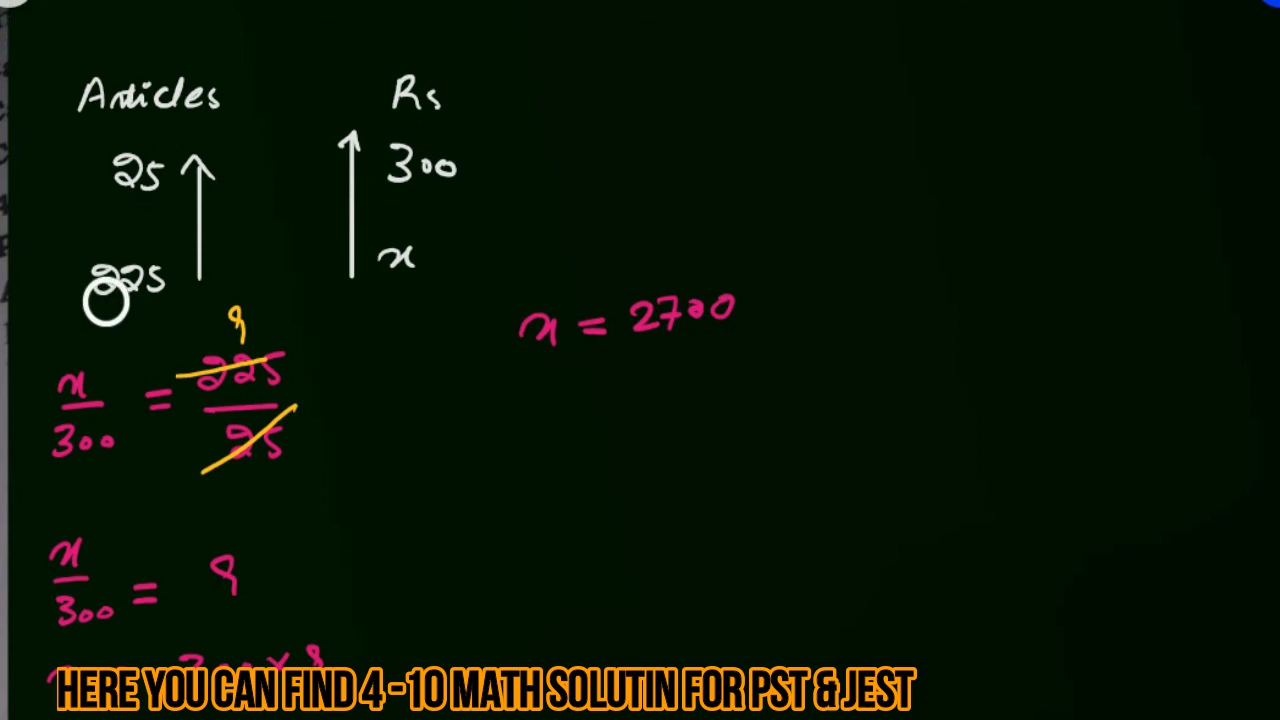 Articles Rs
25 300
225 x
9
x/300 = 225/25
x = 2700
x/300 = 9
HERE YOU CAN FIND 4-10 MATH SOLUTIN FOR PST & JEST